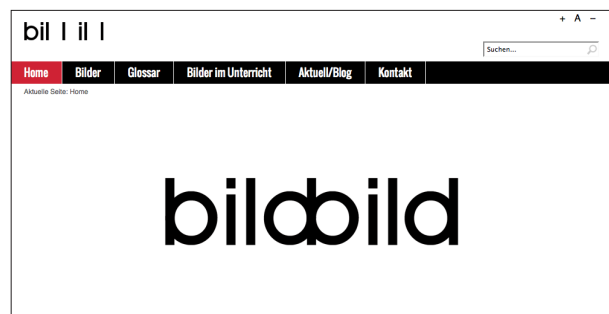 + A −
bil l il l
Suchen...
Home Bilder Glossar Bilder im Unterricht Aktuell/Blog Kontakt
Aktuelle Seite: Home
bildbild